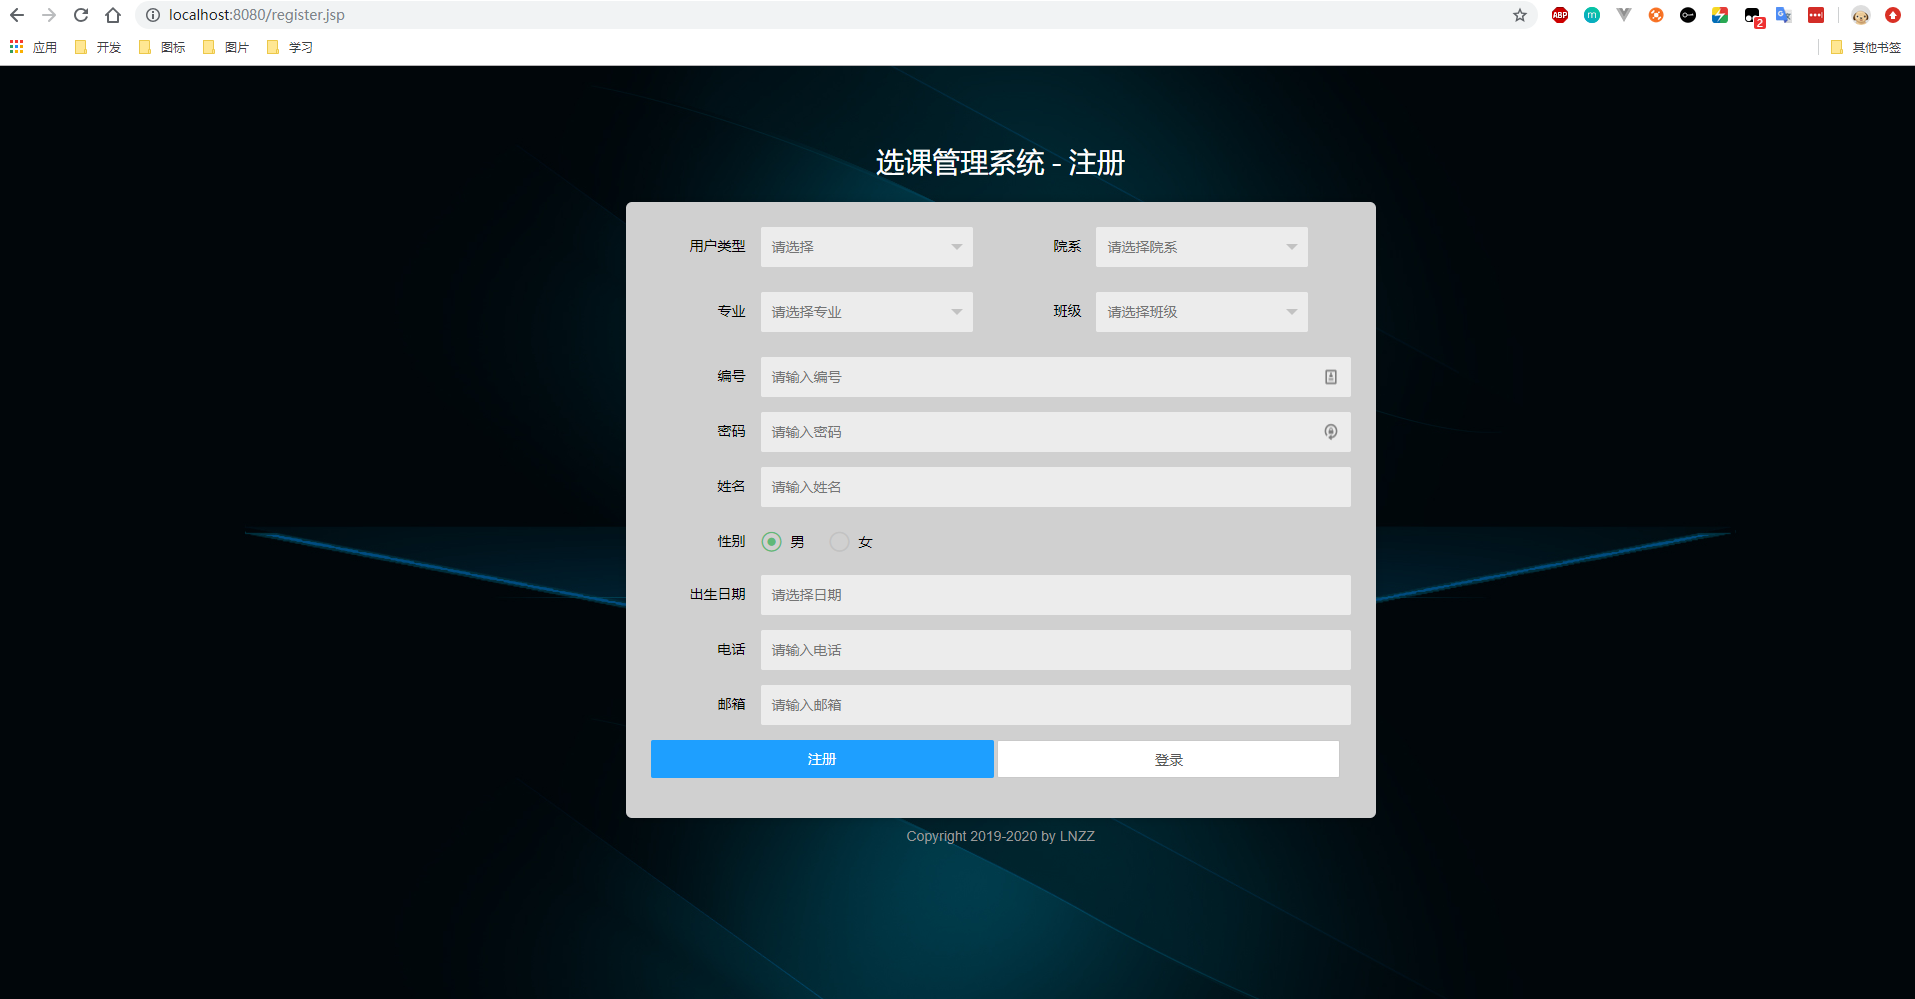 localhost:8080/register.jsp
ABP
m
2
G
应用 开发 图标 图片 学习 其他书签
选课管理系统 - 注册
用户类型 请选择 院系 请选择院系
专业 请选择专业 班级 请选择班级
编号 请输入编号
密码 请输入密码
姓名 请输入姓名
性别 男 女
出生日期 请选择日期
电话 请输入电话
邮箱 请输入邮箱
注册 登录
Copyright 2019-2020 by LNZZ